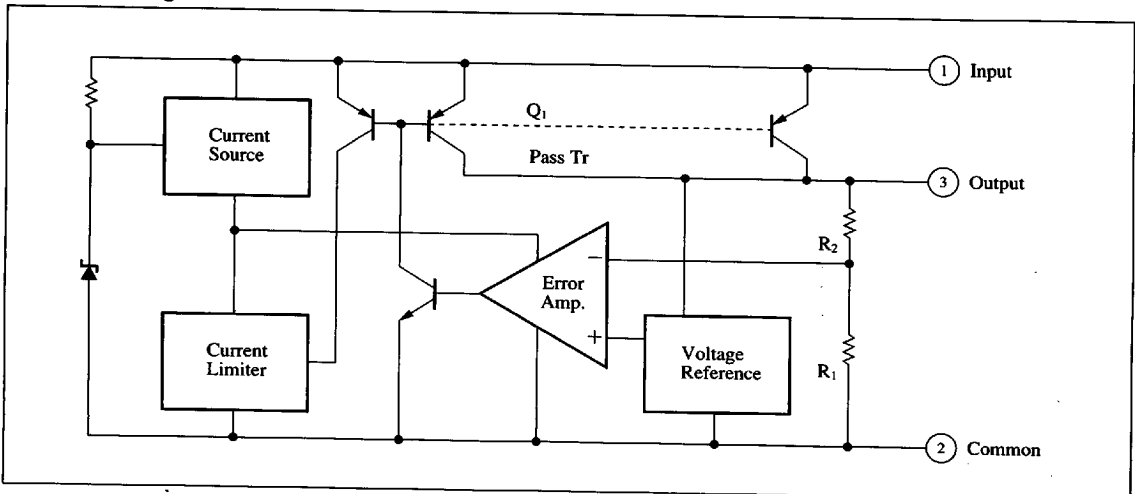 1 Input
Current
Source
Q1
Pass Tr
3 Output
R2
Error
Amp.
−
+
Current
Limiter
Voltage
Reference
R1
2 Common